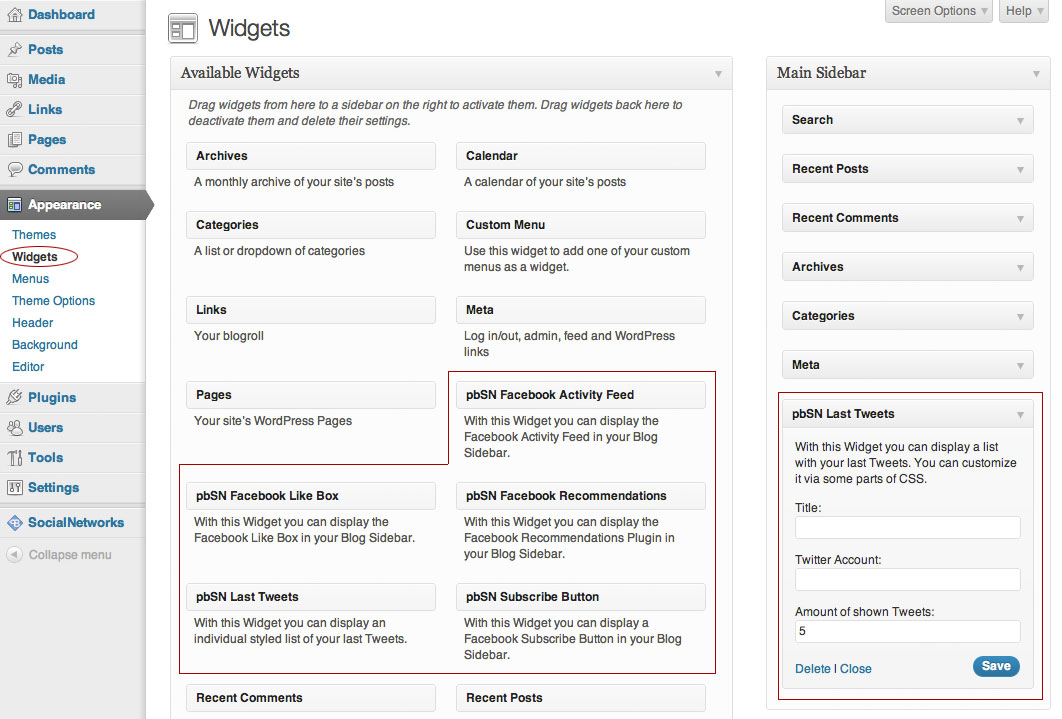 Dashboard
Posts
Media
Links
Pages
Comments
Appearance
Themes
Widgets
Menus
Theme Options
Header
Background
Editor
Plugins
Users
Tools
Settings
SocialNetworks
Collapse menu
Screen Options
Help
Widgets
Available Widgets
Drag widgets from here to a sidebar on the right to activate them. Drag widgets back here to
deactivate them and delete their settings.
Archives
A monthly archive of your site's posts
Calendar
A calendar of your site's posts
Categories
A list or dropdown of categories
Custom Menu
Use this widget to add one of your custom
menus as a widget.
Links
Your blogroll
Meta
Log in/out, admin, feed and WordPress
links
Pages
Your site's WordPress Pages
pbSN Facebook Activity Feed
With this Widget you can display the
Facebook Activity Feed in your Blog
Sidebar.
pbSN Facebook Like Box
With this Widget you can display the
Facebook Like Box in your Blog Sidebar.
pbSN Facebook Recommendations
With this Widget you can display the
Facebook Recommendations Plugin in
your Blog Sidebar.
pbSN Last Tweets
With this Widget you can display an
individual styled list of your last Tweets.
pbSN Subscribe Button
With this Widget you can display a
Facebook Subscribe Button in your Blog
Sidebar.
Recent Comments
Recent Posts
Main Sidebar
Search
Recent Posts
Recent Comments
Archives
Categories
Meta
pbSN Last Tweets
With this Widget you can display a list
with your last Tweets. You can customize
it via some parts of CSS.
Title:
Twitter Account:
Amount of shown Tweets:
5
Delete | Close
Save